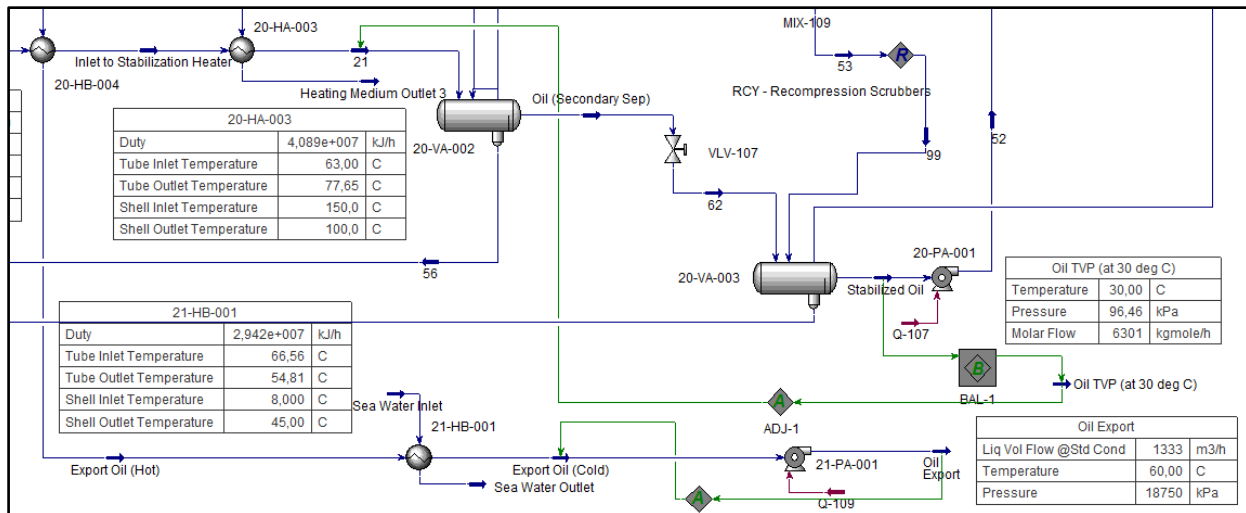 20-HA-003
MIX-109
Inlet to Stabilization Heater
21
53
R
20-HB-004
RCY - Recompression Scrubbers
Heating Medium Outlet 3
Oil (Secondary Sep)
20-HA-003
Duty 4,089e+007 kJ/h
Tube Inlet Temperature 63,00 C
Tube Outlet Temperature 77,65 C
Shell Inlet Temperature 150,0 C
Shell Outlet Temperature 100,0 C
20-VA-002
VLV-107
99
52
62
56
20-PA-001
20-VA-003
Stabilized Oil
Q-107
Oil TVP (at 30 deg C)
Temperature 30,00 C
Pressure 96,46 kPa
Molar Flow 6301 kgmole/h
21-HB-001
Duty 2,942e+007 kJ/h
Tube Inlet Temperature 66,56 C
Tube Outlet Temperature 54,81 C
Shell Inlet Temperature 8,000 C
Shell Outlet Temperature 45,00 C
B
BAL-1
Oil TVP (at 30 deg C)
A
ADJ-1
Sea Water Inlet
21-HB-001
Export Oil (Hot)
Export Oil (Cold)
Sea Water Outlet
21-PA-001
Oil
Export
A
Q-109
Oil Export
Liq Vol Flow @Std Cond 1333 m3/h
Temperature 60,00 C
Pressure 18750 kPa